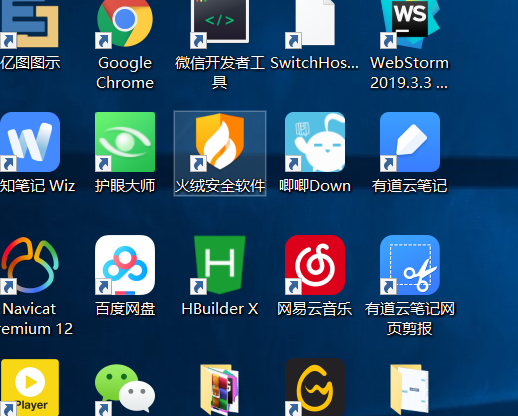 </>
WS
亿图图示
Google
Chrome
微信开发者工
具
SwitchHos...
WebStorm
2019.3.3 ...
知笔记 Wiz
护眼大师
火绒安全软件
唧唧Down
有道云笔记
H
Navicat
remium 12
百度网盘
HBuilder X
网易云音乐
有道云笔记网
页剪报
Player